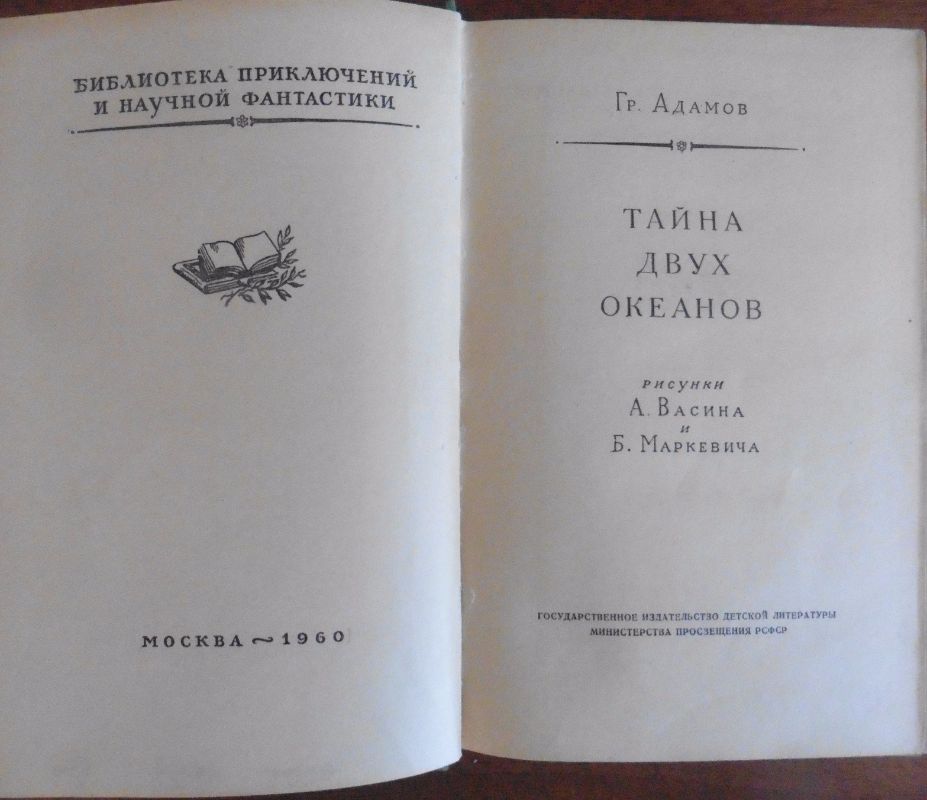 БИБЛИОТЕКА ПРИКЛЮЧЕНИЙ
И НАУЧНОЙ ФАНТАСТИКИ
МОСКВА ~ 1960
Гр. Адамов
ТАЙНА
ДВУХ
ОКЕАНОВ
РИСУНКИ
А. Васина
и
Б. Маркевича
ГОСУДАРСТВЕННОЕ ИЗДАТЕЛЬСТВО ДЕТСКОЙ ЛИТЕРАТУРЫ
МИНИСТЕРСТВА ПРОСВЕЩЕНИЯ РСФСР